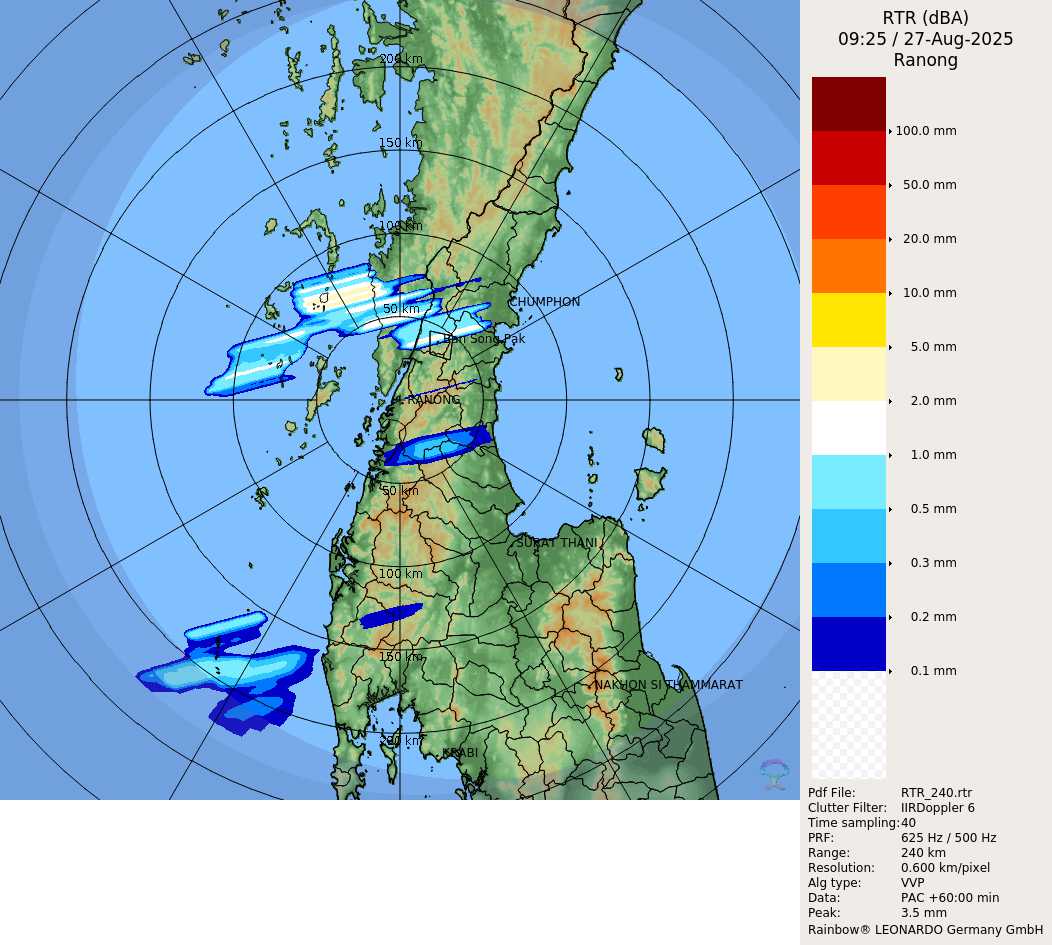 RTR (dBA)
09:25 / 27-Aug-2025
Ranong
200 km
150 km
100 km
50 km
CHUMPHON
Ban Song Pak
RANONG
50 km
SURAT THANI
100 km
150 km
NAKHON SI THAMMARAT
200 km
KRABI
100.0 mm
50.0 mm
20.0 mm
10.0 mm
5.0 mm
2.0 mm
1.0 mm
0.5 mm
0.3 mm
0.2 mm
0.1 mm
Pdf File: RTR_240.rtr
Clutter Filter: IIRDoppler 6
Time sampling: 40
PRF: 625 Hz / 500 Hz
Range: 240 km
Resolution: 0.600 km/pixel
Alg type: VVP
Data: PAC +60:00 min
Peak: 3.5 mm
Rainbow® LEONARDO Germany GmbH